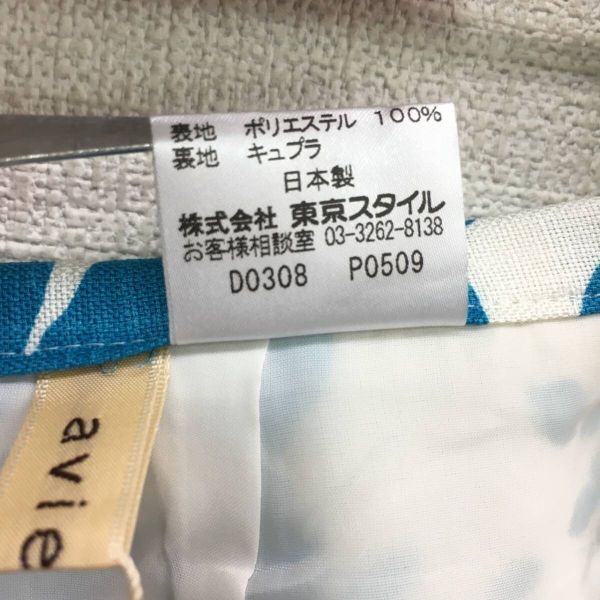 表地 ポリエステル 100%
裏地 キュプラ
日本製
株式会社 東京スタイル
お客様相談室 03-3262-8138
D0308 P0509
avie